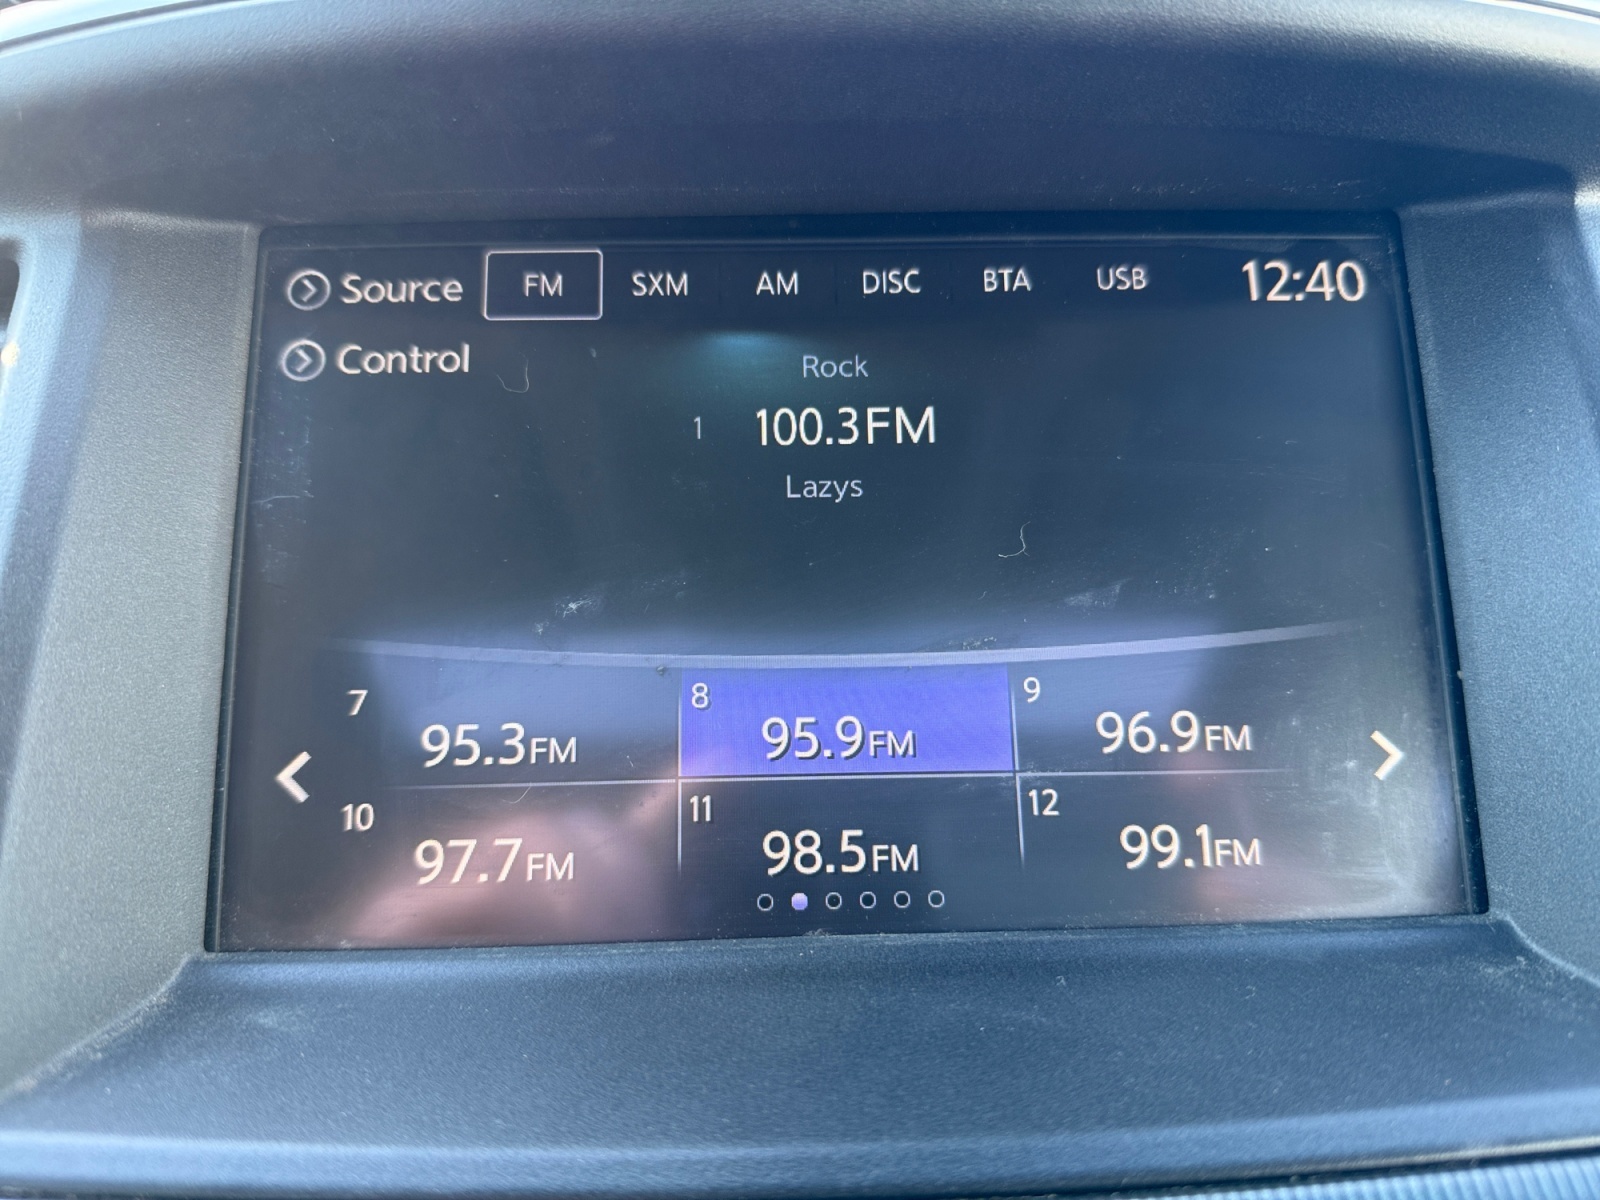 Source FM SXM AM DISC BTA USB 12:40
Control
Rock
1 100.3FM
Lazys
7 8 9
95.3FM 95.9FM 96.9FM
10 11 12
97.7FM 98.5FM 99.1FM